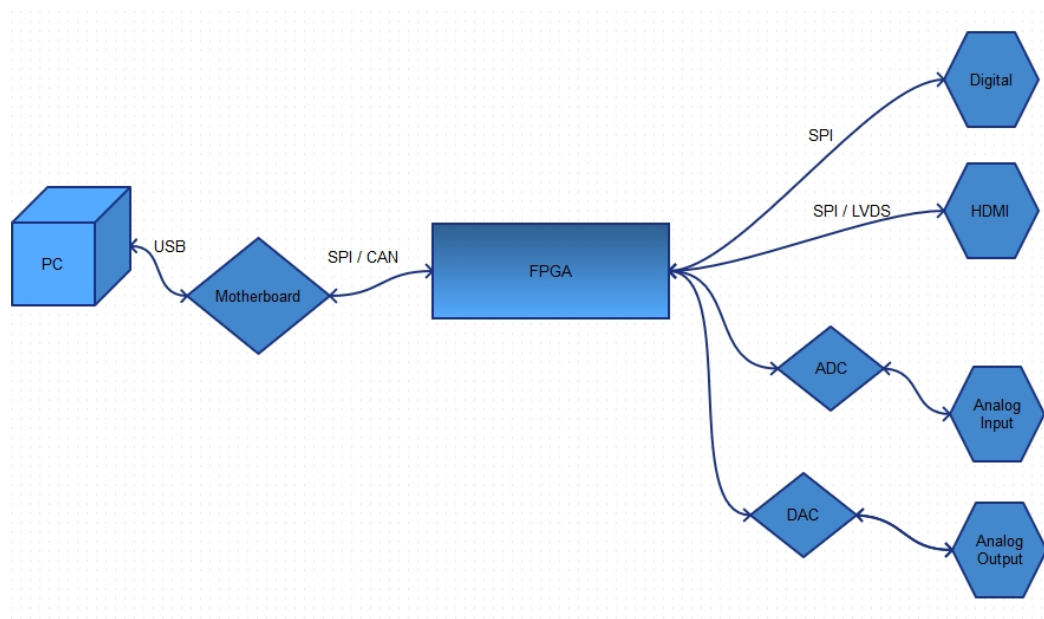 Digital
SPI
SPI / LVDS
HDMI
USB
SPI / CAN
PC
FPGA
Motherboard
ADC
Analog
Input
DAC
Analog
Output